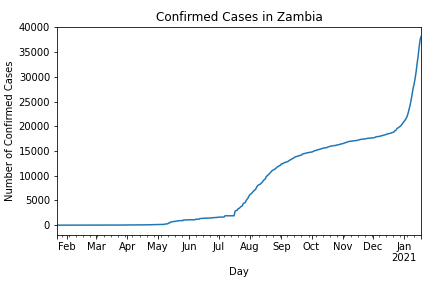 Confirmed Cases in Zambia
40000
35000
30000
25000
20000
15000
10000
5000
0
Number of Confirmed Cases
Feb Mar Apr May Jun Jul Aug Sep Oct Nov Dec Jan
2021
Day